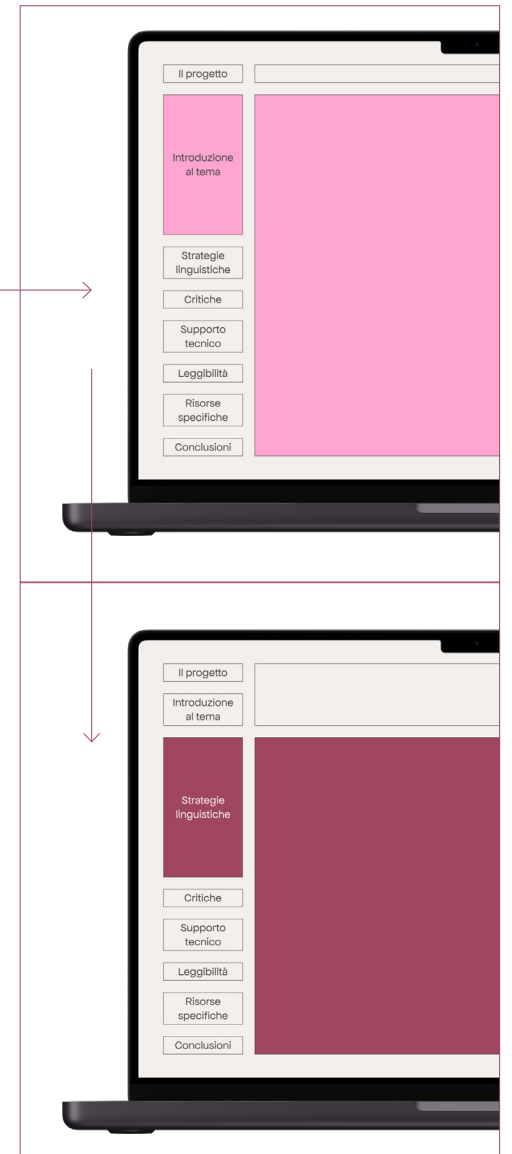 Il progetto
Introduzione
al tema
Strategie
linguistiche
Critiche
Supporto
tecnico
Leggibilità
Risorse
specifiche
Conclusioni
Il progetto
Introduzione
al tema
Strategie
linguistiche
Critiche
Supporto
tecnico
Leggibilità
Risorse
specifiche
Conclusioni